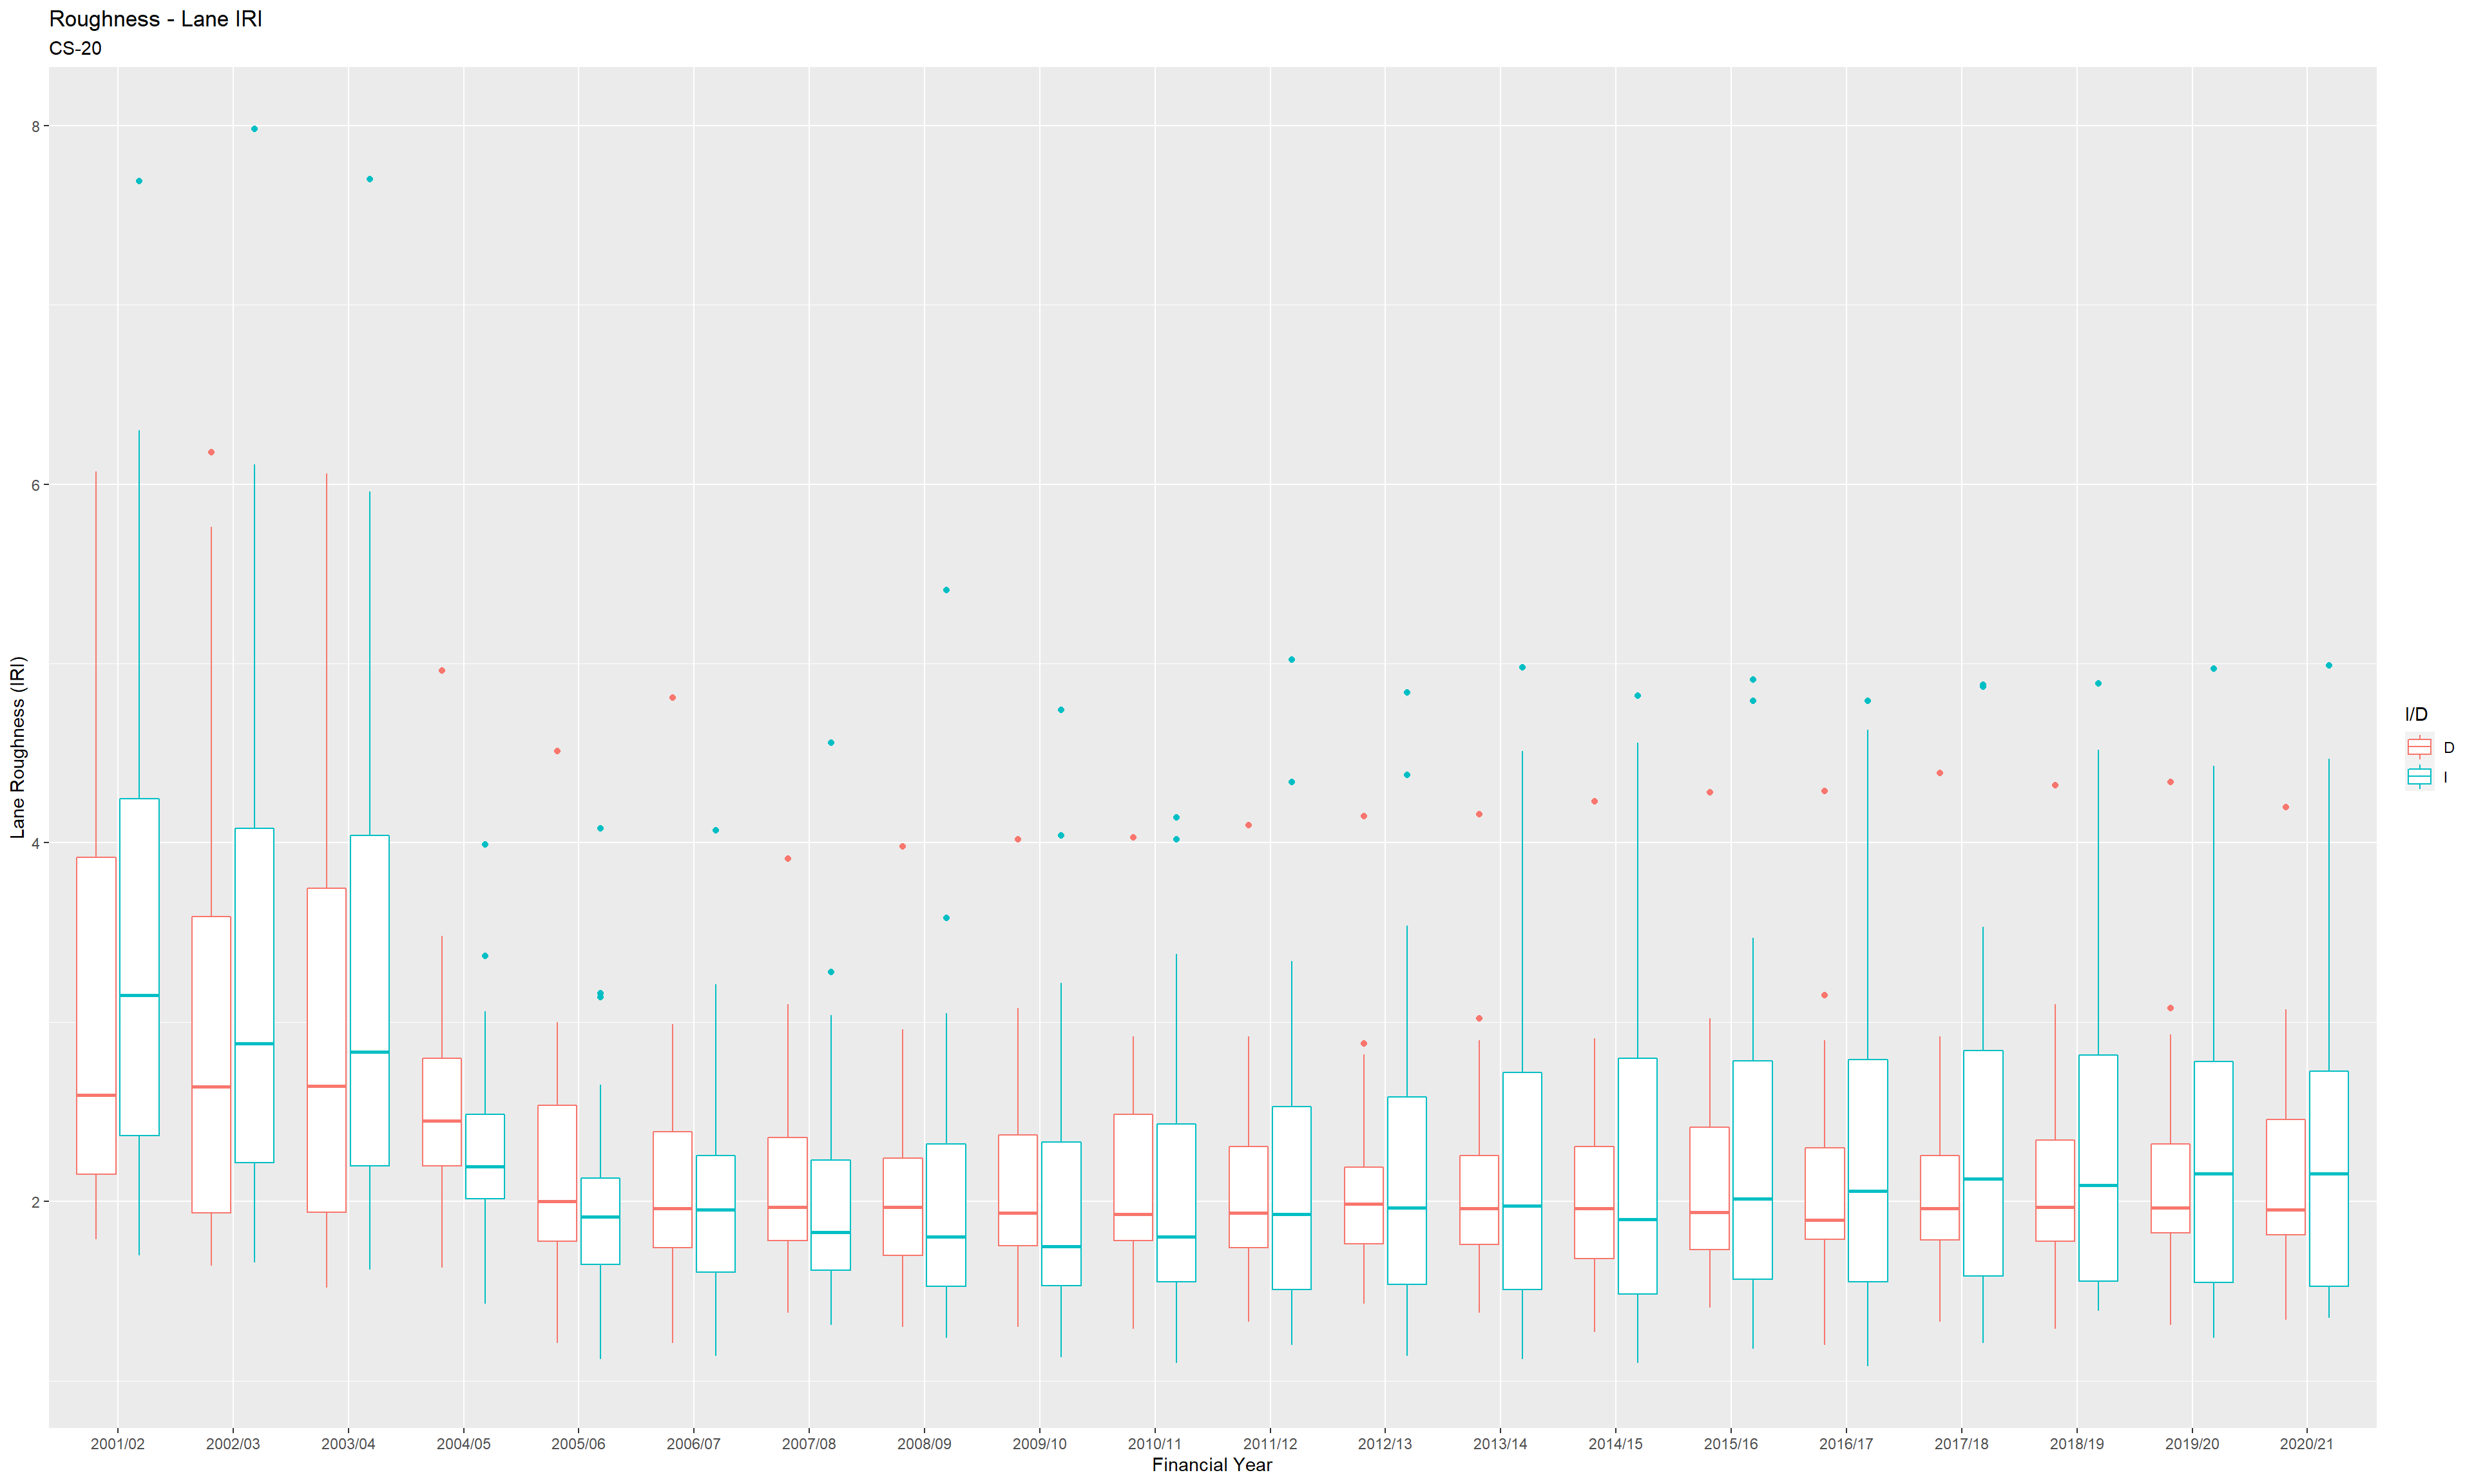 Roughness - Lane IRI
CS-20
Lane Roughness (IRI)
8
6
4
2
2001/02 2002/03 2003/04 2004/05 2005/06 2006/07 2007/08 2008/09 2009/10 2010/11 2011/12 2012/13 2013/14 2014/15 2015/16 2016/17 2017/18 2018/19 2019/20 2020/21
Financial Year
I/D
D
I